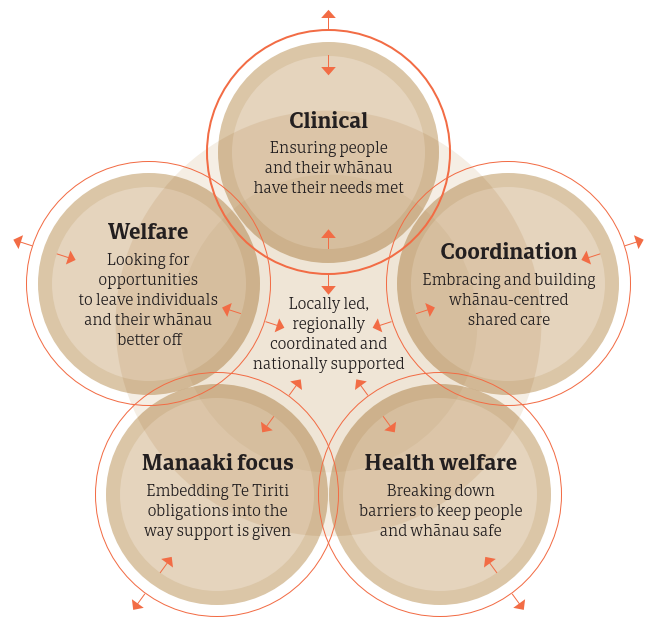 Clinical
Ensuring people
and their whānau
have their needs met
Welfare
Looking for
opportunities
to leave individuals
and their whānau
better off
Coordination
Embracing and building
whānau-centred
shared care
Locally led,
regionally
coordinated and
nationally supported
Manaaki focus
Embedding Te Tiriti
obligations into the
way support is given
Health welfare
Breaking down
barriers to keep people
and whānau safe